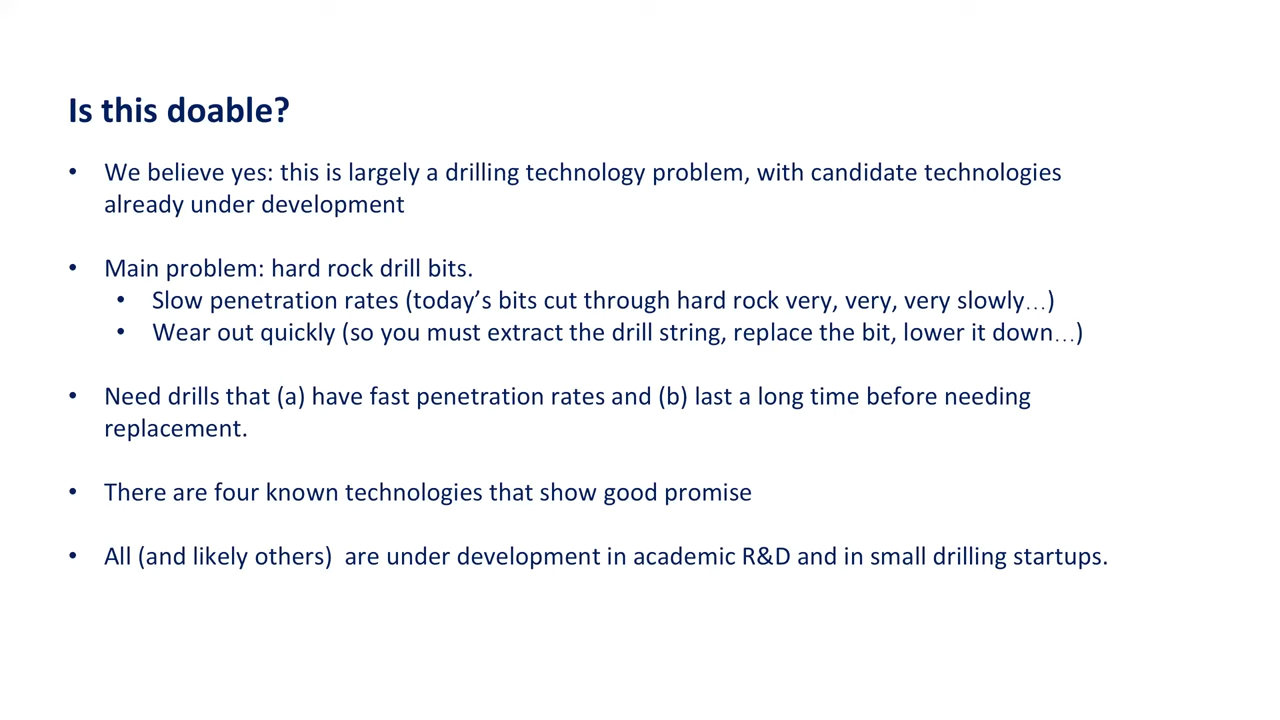 Is this doable?
• We believe yes: this is largely a drilling technology problem, with candidate technologies
already under development
• Main problem: hard rock drill bits.
• Slow penetration rates (today’s bits cut through hard rock very, very, very slowly…)
• Wear out quickly (so you must extract the drill string, replace the bit, lower it down…)
• Need drills that (a) have fast penetration rates and (b) last a long time before needing
replacement.
• There are four known technologies that show good promise
• All (and likely others)  are under development in academic R&D and in small drilling startups.